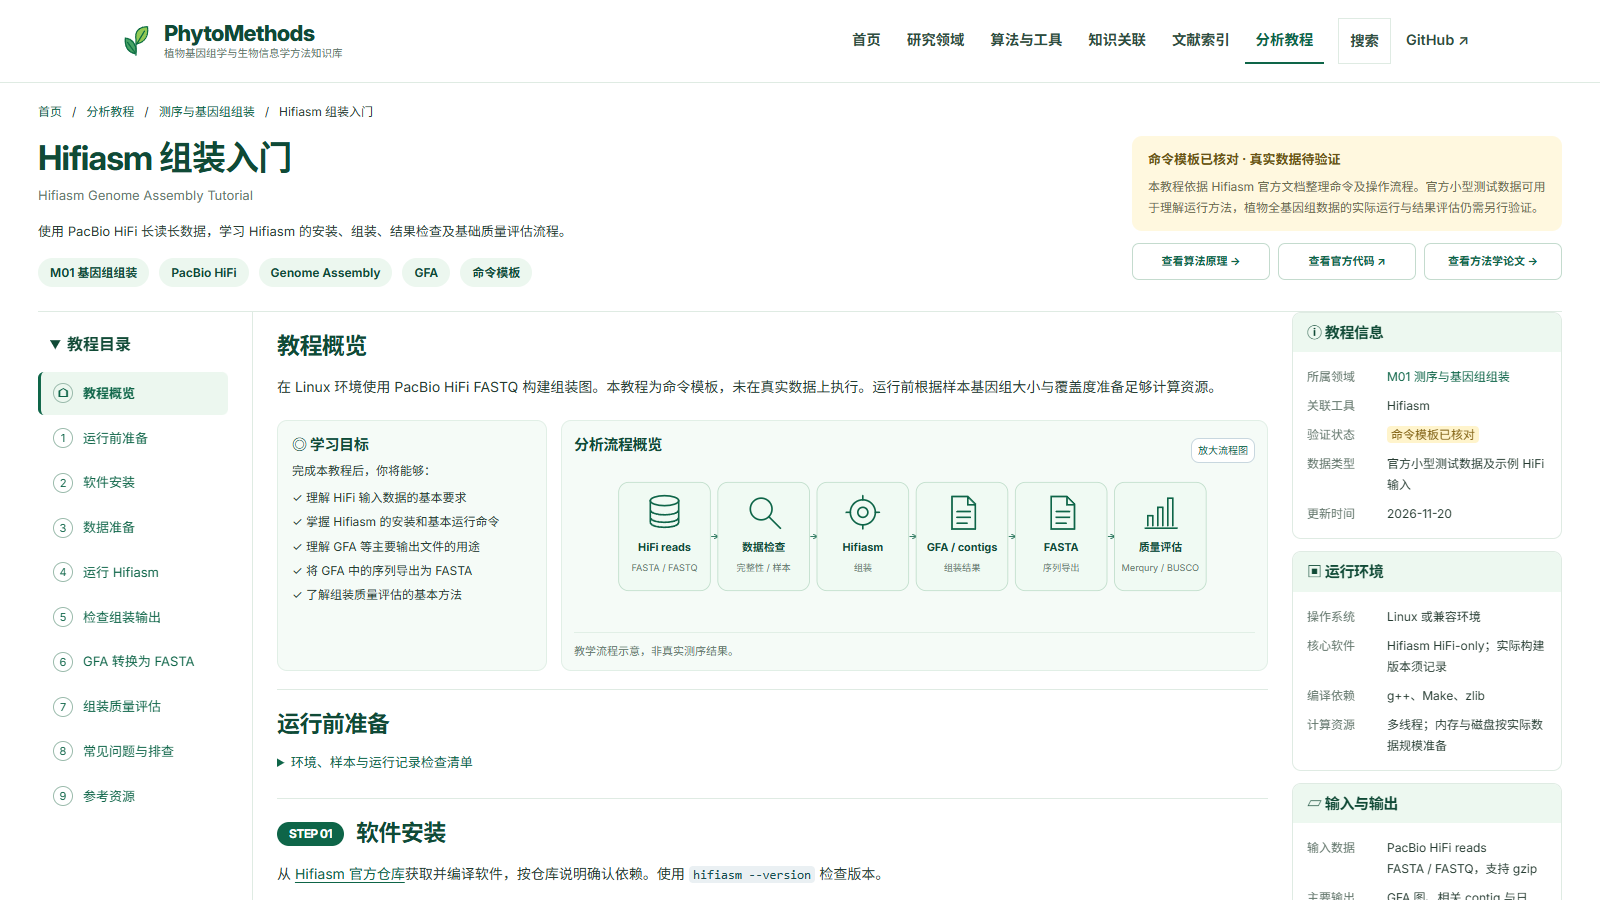 PhytoMethods
植物基因组学与生物信息学方法知识库
首页 研究领域 算法与工具 知识关联 文献索引 分析教程 搜索 GitHub ↗
首页 / 分析教程 / 测序与基因组组装 / Hifiasm 组装入门
Hifiasm 组装入门
Hifiasm Genome Assembly Tutorial
使用 PacBio HiFi 长读长数据，学习 Hifiasm 的安装、组装、结果检查及基础质量评估流程。
M01 基因组组装 PacBio HiFi Genome Assembly GFA 命令模板
命令模板已核对 · 真实数据待验证
本教程依据 Hifiasm 官方文档整理命令及操作流程。官方小型测试数据可用
于理解运行方法，植物全基因组数据的实际运行与结果评估仍需另行验证。
查看算法原理 → 查看官方代码 ↗ 查看方法学论文 →
▼ 教程目录
教程概览
1 运行前准备
2 软件安装
3 数据准备
4 运行 Hifiasm
5 检查组装输出
6 GFA 转换为 FASTA
7 组装质量评估
8 常见问题与排查
9 参考资源
教程概览
在 Linux 环境使用 PacBio HiFi FASTQ 构建组装图。本教程为命令模板，未在真实数据上执行。运行前根据样本基因组大小与覆盖度准备足够计算资源。
◎ 学习目标
完成本教程后，你将能够：
✓ 理解 HiFi 输入数据的基本要求
✓ 掌握 Hifiasm 的安装和基本运行命令
✓ 理解 GFA 等主要输出文件的用途
✓ 将 GFA 中的序列导出为 FASTA
✓ 了解组装质量评估的基本方法
分析流程概览
放大流程图
HiFi reads → 数据检查 → Hifiasm → GFA / contigs → FASTA → 质量评估
FASTA / FASTQ 完整性 / 样本 组装 组装结果 序列导出 Merqury / BUSCO
教学流程示意，非真实测序结果。
运行前准备
▶ 环境、样本与运行记录检查清单
STEP 01 软件安装
从 Hifiasm 官方仓库获取并编译软件，按仓库说明确认依赖。使用 hifiasm --version 检查版本。
教程信息
所属领域 M01 测序与基因组组装
关联工具 Hifiasm
验证状态 命令模板已核对
数据类型 官方小型测试数据及示例 HiFi
输入
更新时间 2026-11-20
运行环境
操作系统 Linux 或兼容环境
核心软件 Hifiasm HiFi-only；实际构建
版本须记录
编译依赖 g++、Make、zlib
计算资源 多线程；内存与磁盘按实际数
据规模准备
输入与输出
输入数据 PacBio HiFi reads
FASTA / FASTQ，支持 gzip
主要输出 GFA 图、相关 contig 与日